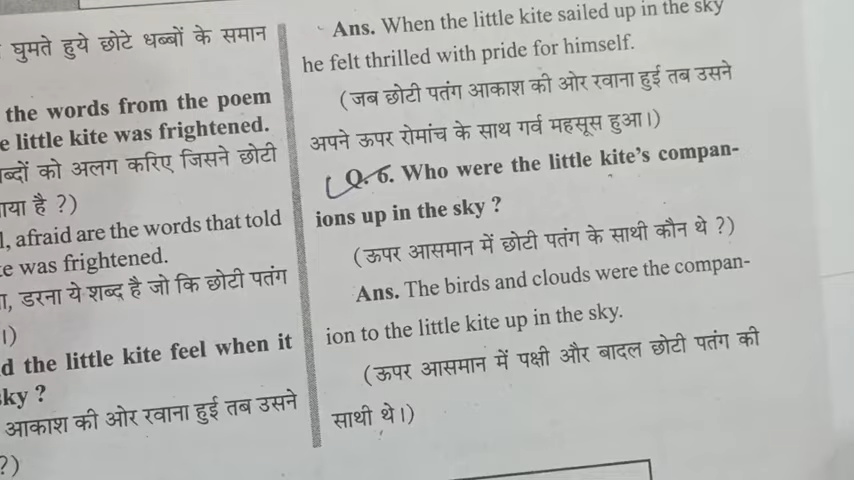 घुमते हुये छोटे धब्बों के समान
the words from the poem
little kite was frightened.
को अलग करिए जिसने छोटी
है ?)
afraid are the words that told
was frightened.
डरना ये शब्द है जो कि छोटी पतंग
।)
the little kite feel when it
?
आकाश की ओर रवाना हुई तब उसने
?)
Ans. When the little kite sailed up in the sky
he felt thrilled with pride for himself.
(जब छोटी पतंग आकाश की ओर रवाना हुई तब उसने
अपने ऊपर रोमांच के साथ गर्व महसूस हुआ।)
Q. 6. Who were the little kite's compan-
ions up in the sky ?
(ऊपर आसमान में छोटी पतंग के साथी कौन थे ?)
Ans. The birds and clouds were the compan-
ion to the little kite up in the sky.
(ऊपर आसमान में पक्षी और बादल छोटी पतंग की
साथी थे।)